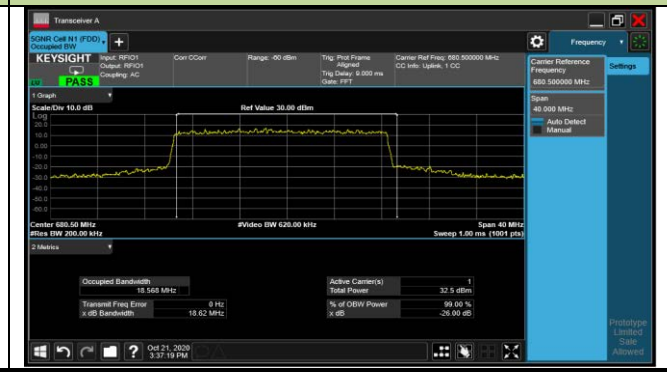 Transceiver A
5GNR Cell N1 (FDD)
Occupied BW
Frequency
KEYSIGHT
PASS
Input: RFIO1
Output: RFIO1
Coupling: AC
Corr CCorr
Range: -60 dBm
Trig: Prot Frame
Aligned
Trig Delay: 0.000 ms
Gate: FFT
Carrier Ref Freq: 680.500000 MHz
CC Info: Uplink, 1 CC
Carrier Reference
Frequency
680.500000 MHz
Settings
Span
40.000 MHz
Auto Detect
Manual
1 Graph
Scale/Div 10.0 dB
Ref Value 30.00 dBm
Log
20.0
10.0
0.00
-10.0
-20.0
-30.0
-40.0
-50.0
-60.0
Center 680.50 MHz
#Video BW 620.00 kHz
Span 40 MHz
#Res BW 200.00 kHz
Sweep 1.00 ms (1001 pts)
2 Metrics
Occupied Bandwidth
18.568 MHz
Active Carrier(s) 1
Total Power 32.5 dBm
Transmit Freq Error 0 Hz
x dB Bandwidth 18.62 MHz
% of OBW Power 99.00 %
x dB -26.00 dB
Oct 21, 2020
3:37:19 PM
Prototype
Limited
Sale
Allowed